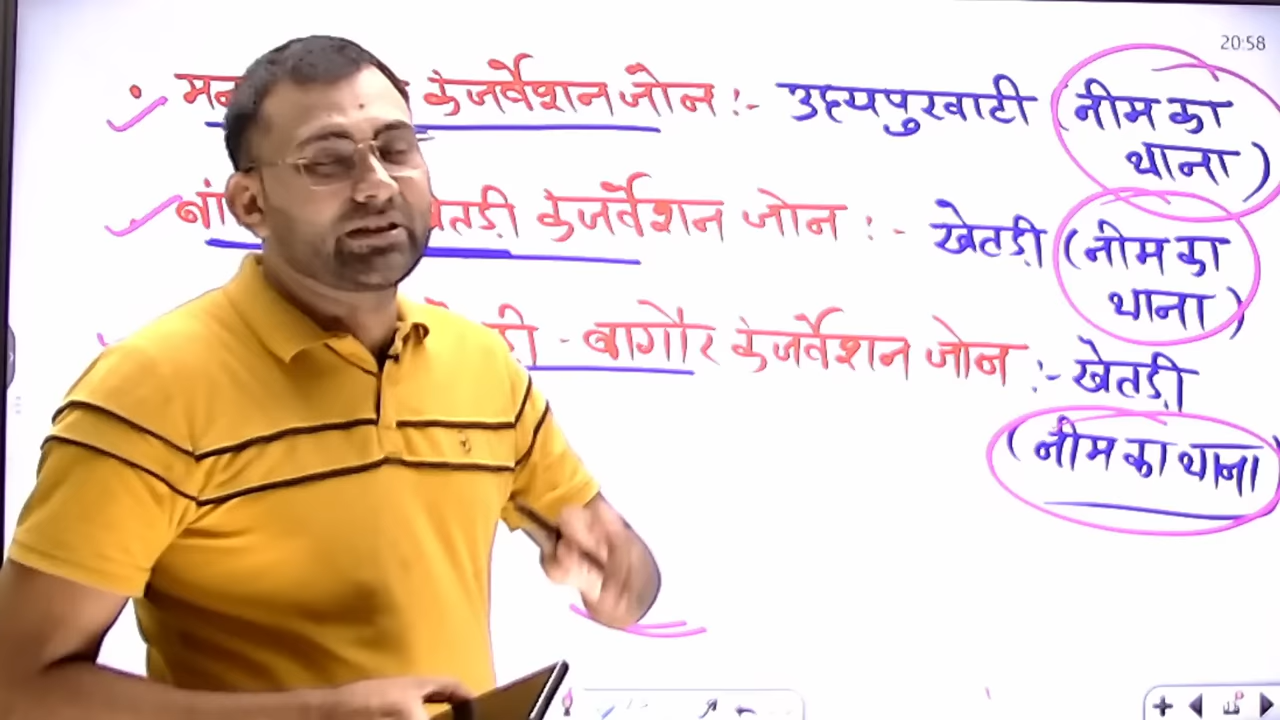 20:58
कंजर्वेशन जोन :- उदयपुरवाटी (नीम का
थाना)
खेतड़ी कंजर्वेशन जोन :- खेतड़ी (नीम का
थाना)
- बागौर कंजर्वेशन जोन :- खेतड़ी
(नीम का थाना)